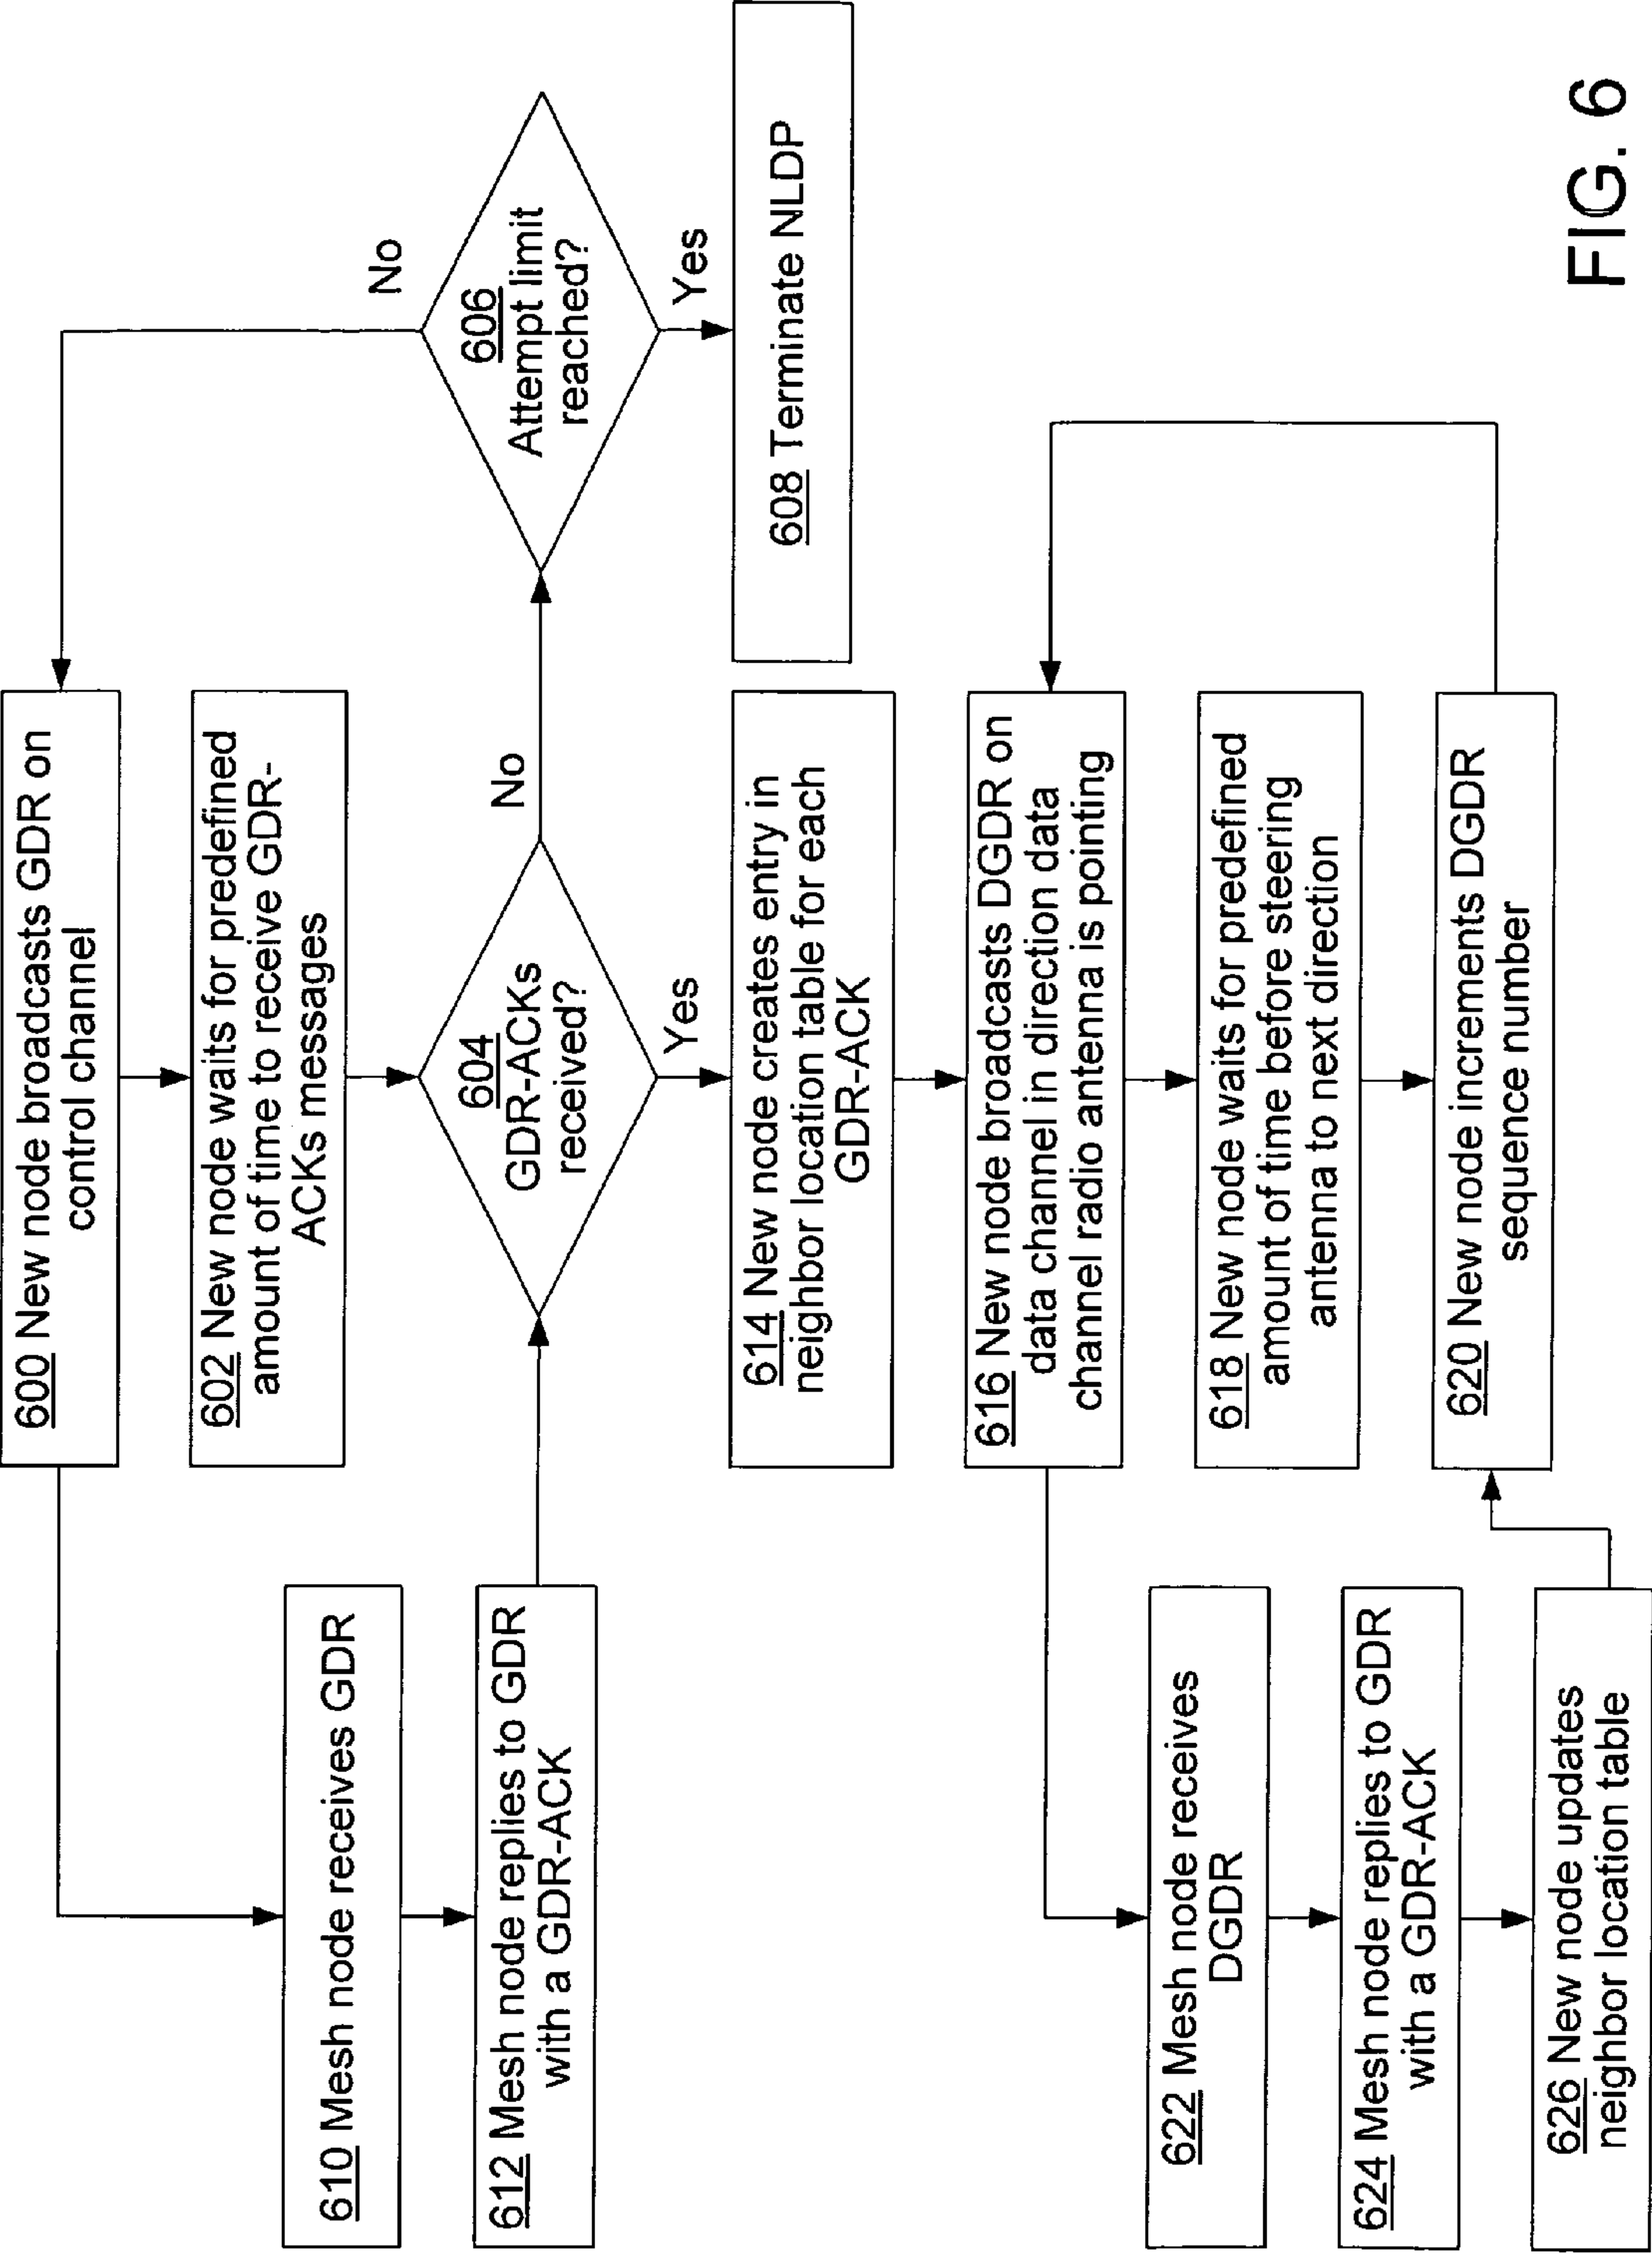 600 New node broadcasts GDR on
control channel
602 New node waits for predefined
amount of time to receive GDR-
ACKs messages
604
GDR-ACKs
received?
No
Yes
606
Attempt limit
reached?
No
Yes
608 Terminate NLDP
610 Mesh node receives GDR
612 Mesh node replies to GDR
with a GDR-ACK
614 New node creates entry in
neighbor location table for each
GDR-ACK
616 New node broadcasts DGDR on
data channel in direction data
channel radio antenna is pointing
618 New node waits for predefined
amount of time before steering
antenna to next direction
620 New node increments DGDR
sequence number
622 Mesh node receives
DGDR
624 Mesh node replies to GDR
with a GDR-ACK
626 New node updates
neighbor location table
FIG. 6